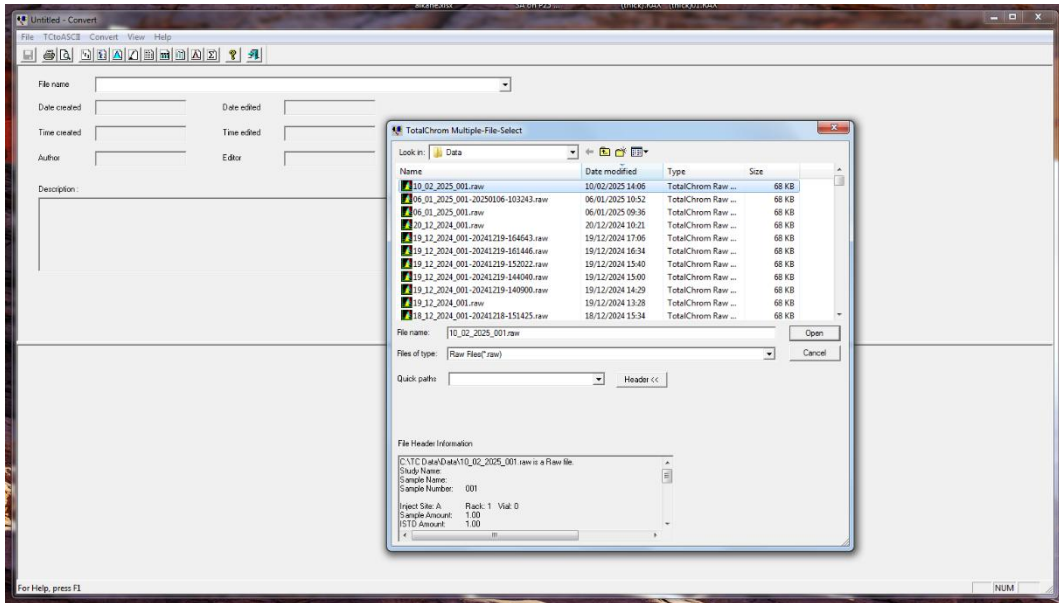 alkane.xlsx
(thick).RAX
(thick)01.RAX
Untitled - Convert
File TCtoASCII Convert View Help
File name
Date created Date edited
Time created Time edited
Author Editor
Description :
TotalChrom Multiple-File-Select
Look in: Data
Name Date modified Type Size
10_02_2025_001.raw 10/02/2025 14:06 TotalChrom Raw ... 68 KB
06_01_2025_001-20250106-103243.raw 06/01/2025 10:52 TotalChrom Raw ... 68 KB
06_01_2025_001.raw 06/01/2025 09:36 TotalChrom Raw ... 68 KB
20_12_2024_001.raw 20/12/2024 10:21 TotalChrom Raw ... 68 KB
19_12_2024_001-20241219-164643.raw 19/12/2024 17:06 TotalChrom Raw ... 68 KB
19_12_2024_001-20241219-161446.raw 19/12/2024 16:34 TotalChrom Raw ... 68 KB
19_12_2024_001-20241219-152022.raw 19/12/2024 15:40 TotalChrom Raw ... 68 KB
19_12_2024_001-20241219-144040.raw 19/12/2024 15:00 TotalChrom Raw ... 68 KB
19_12_2024_001-20241219-140900.raw 19/12/2024 14:29 TotalChrom Raw ... 68 KB
19_12_2024_001.raw 19/12/2024 13:28 TotalChrom Raw ... 68 KB
18_12_2024_001-20241218-151425.raw 18/12/2024 15:34 TotalChrom Raw ... 68 KB
File name: 10_02_2025_001.raw Open
Files of type: Raw Files(*.raw) Cancel
Quick paths Header <<
File Header Information
C:\TC Data\Data\10_02_2025_001.raw is a Raw file.
Study Name:
Sample Name:
Sample Number: 001
Inject Site: A Rack: 1 Vial: 0
Sample Amount: 1.00
ISTD Amount: 1.00
For Help, press F1 NUM